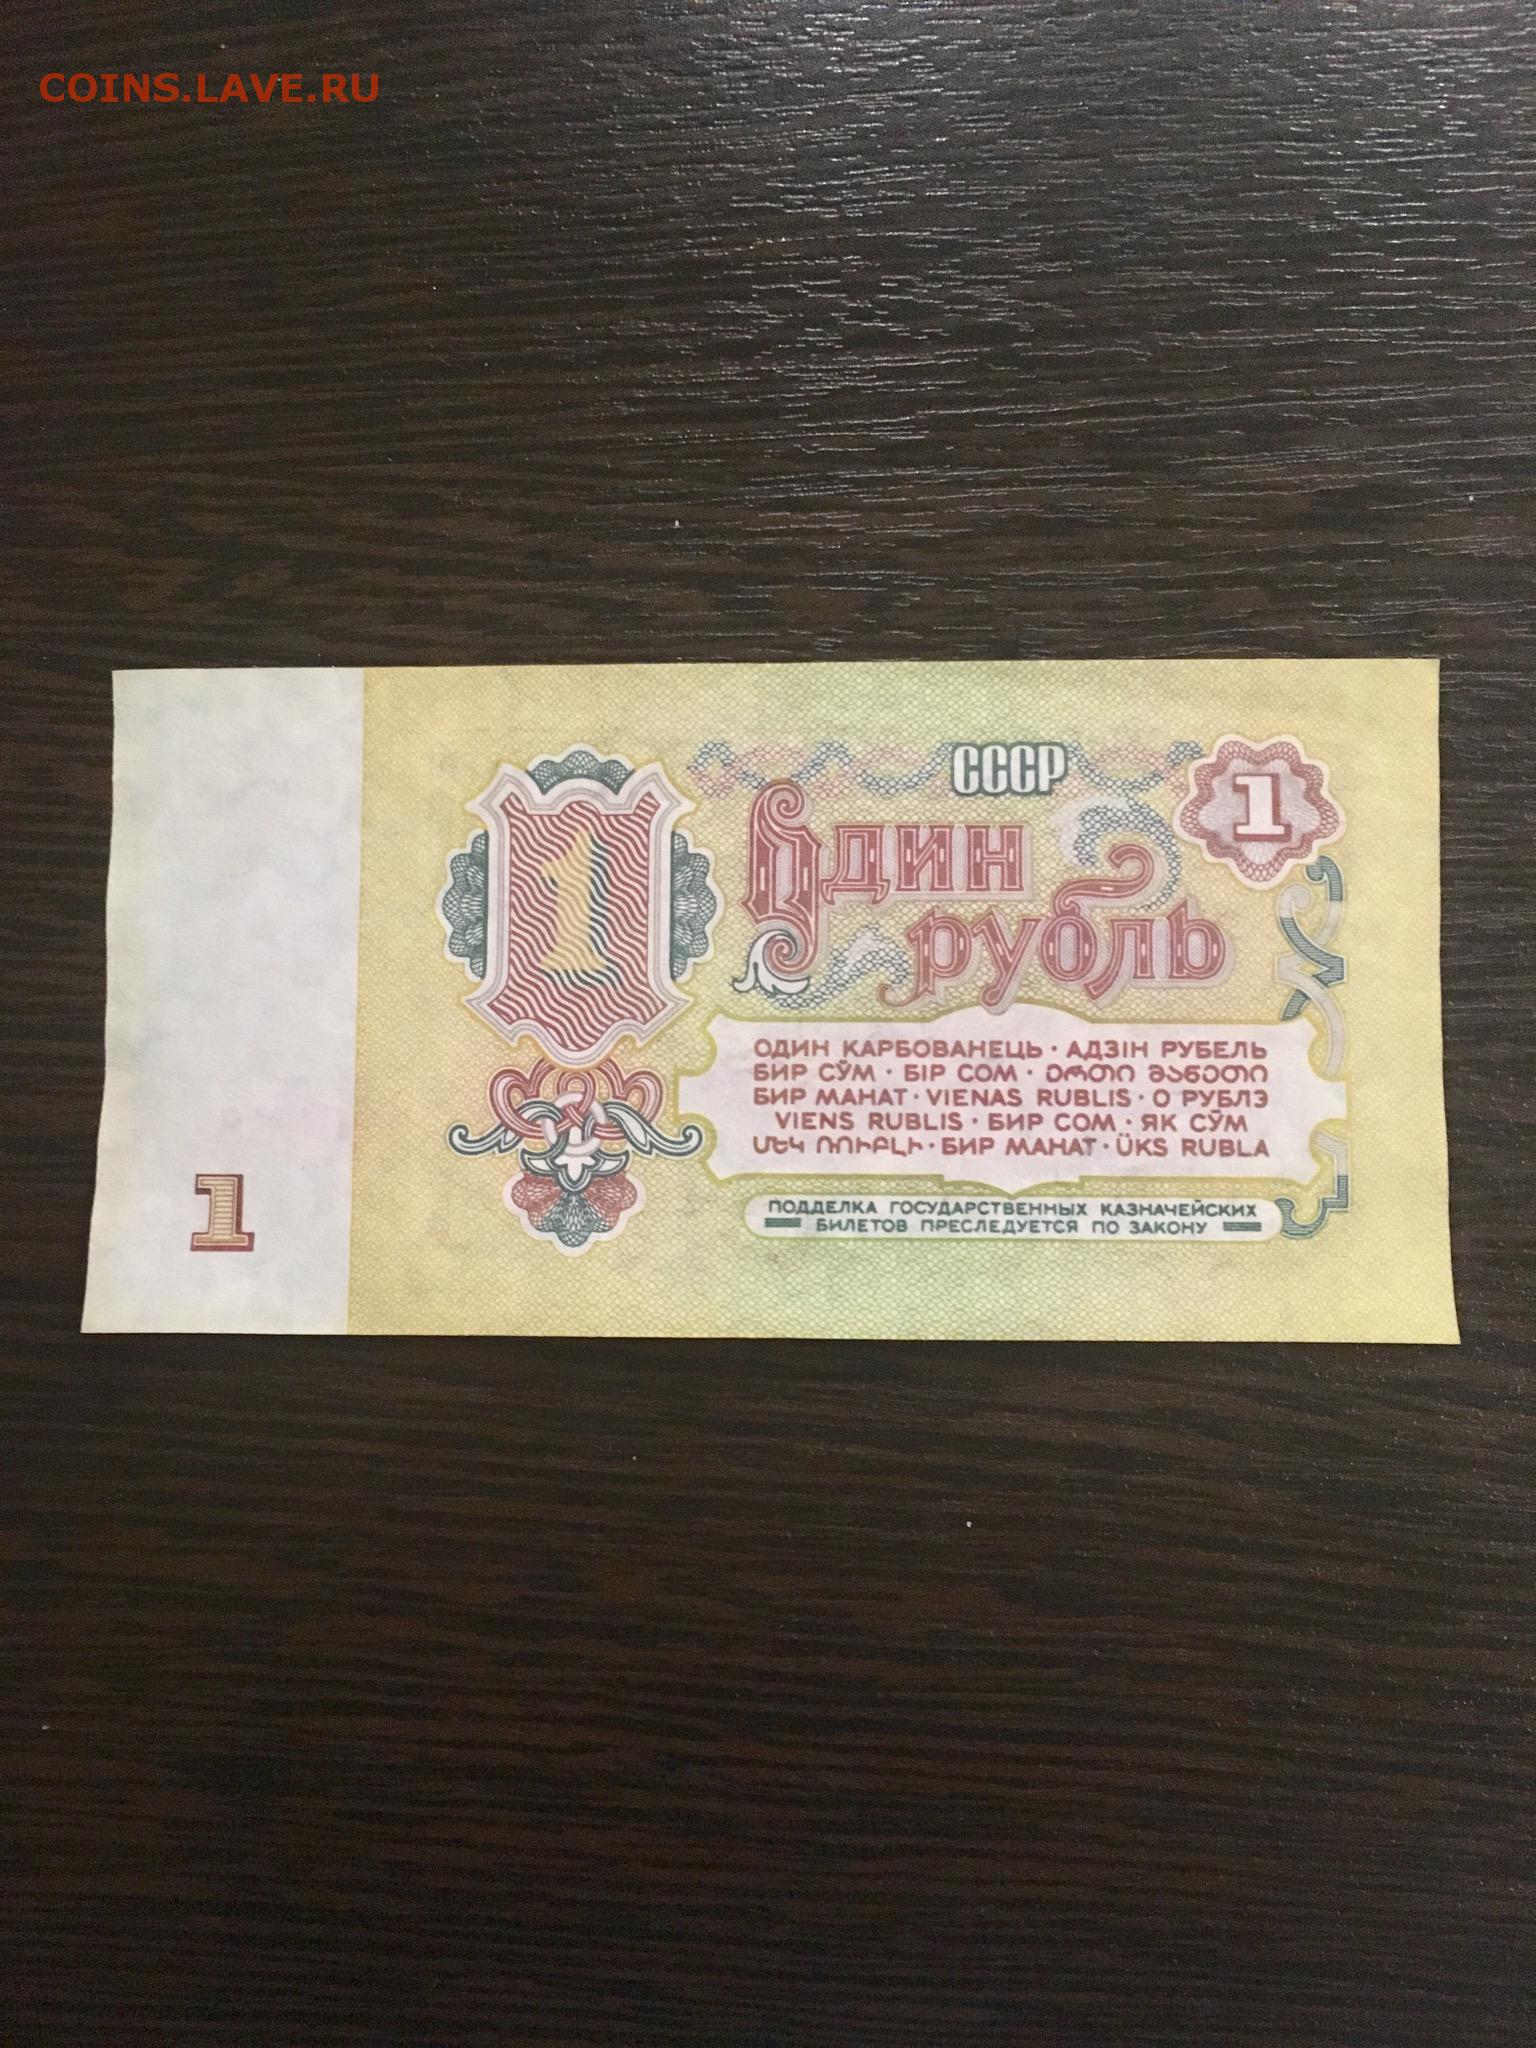 COINS.LAVE.RU
СССР
1
1
Один
рубль
ОДИН КАРБОВАНЕЦЬ · АДЗІН РУБЕЛЬ
БИР СЎМ · БІР СОМ · ერთი მანეთი
БИР МАНАТ · VIENAS RUBLIS · О РУБЛЭ
VIENS RUBLIS · БИР СОМ · ЯК СӮМ
ՄԵԿ ՌՈՒԲԼԻ · БИР МАНАТ · ÜKS RUBLA
ПОДДЕЛКА ГОСУДАРСТВЕННЫХ КАЗНАЧЕЙСКИХ
БИЛЕТОВ ПРЕСЛЕДУЕТСЯ ПО ЗАКОНУ
1